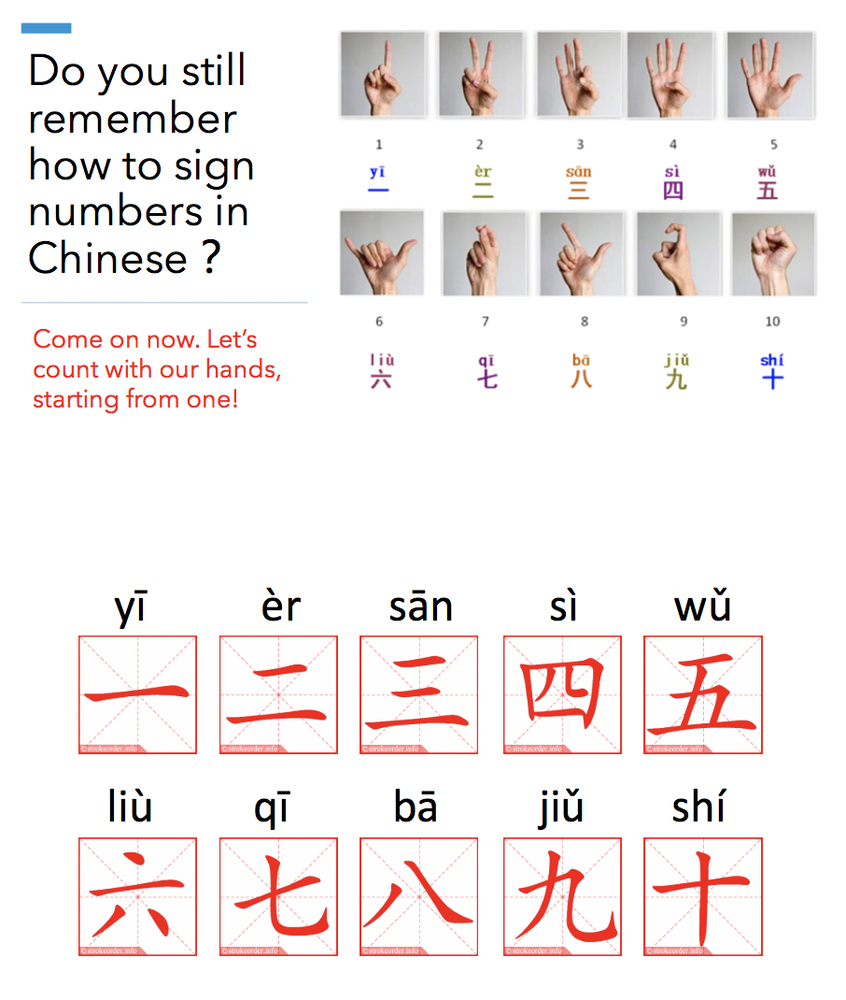 Do you still
remember
how to sign
numbers in
Chinese？
Come on now. Let’s
count with our hands,
starting from one!
1 2 3 4 5
yī èr sān sì wǔ
一 二 三 四 五
6 7 8 9 10
liù qī bā jiǔ shí
六 七 八 九 十
yī èr sān sì wǔ
一 二 三 四 五
©strokeorder.info ©strokeorder.info ©strokeorder.info ©strokeorder.info ©strokeorder.info
liù qī bā jiǔ shí
六 七 八 九 十
©strokeorder.info ©strokeorder.info ©strokeorder.info ©strokeorder.info ©strokeorder.info